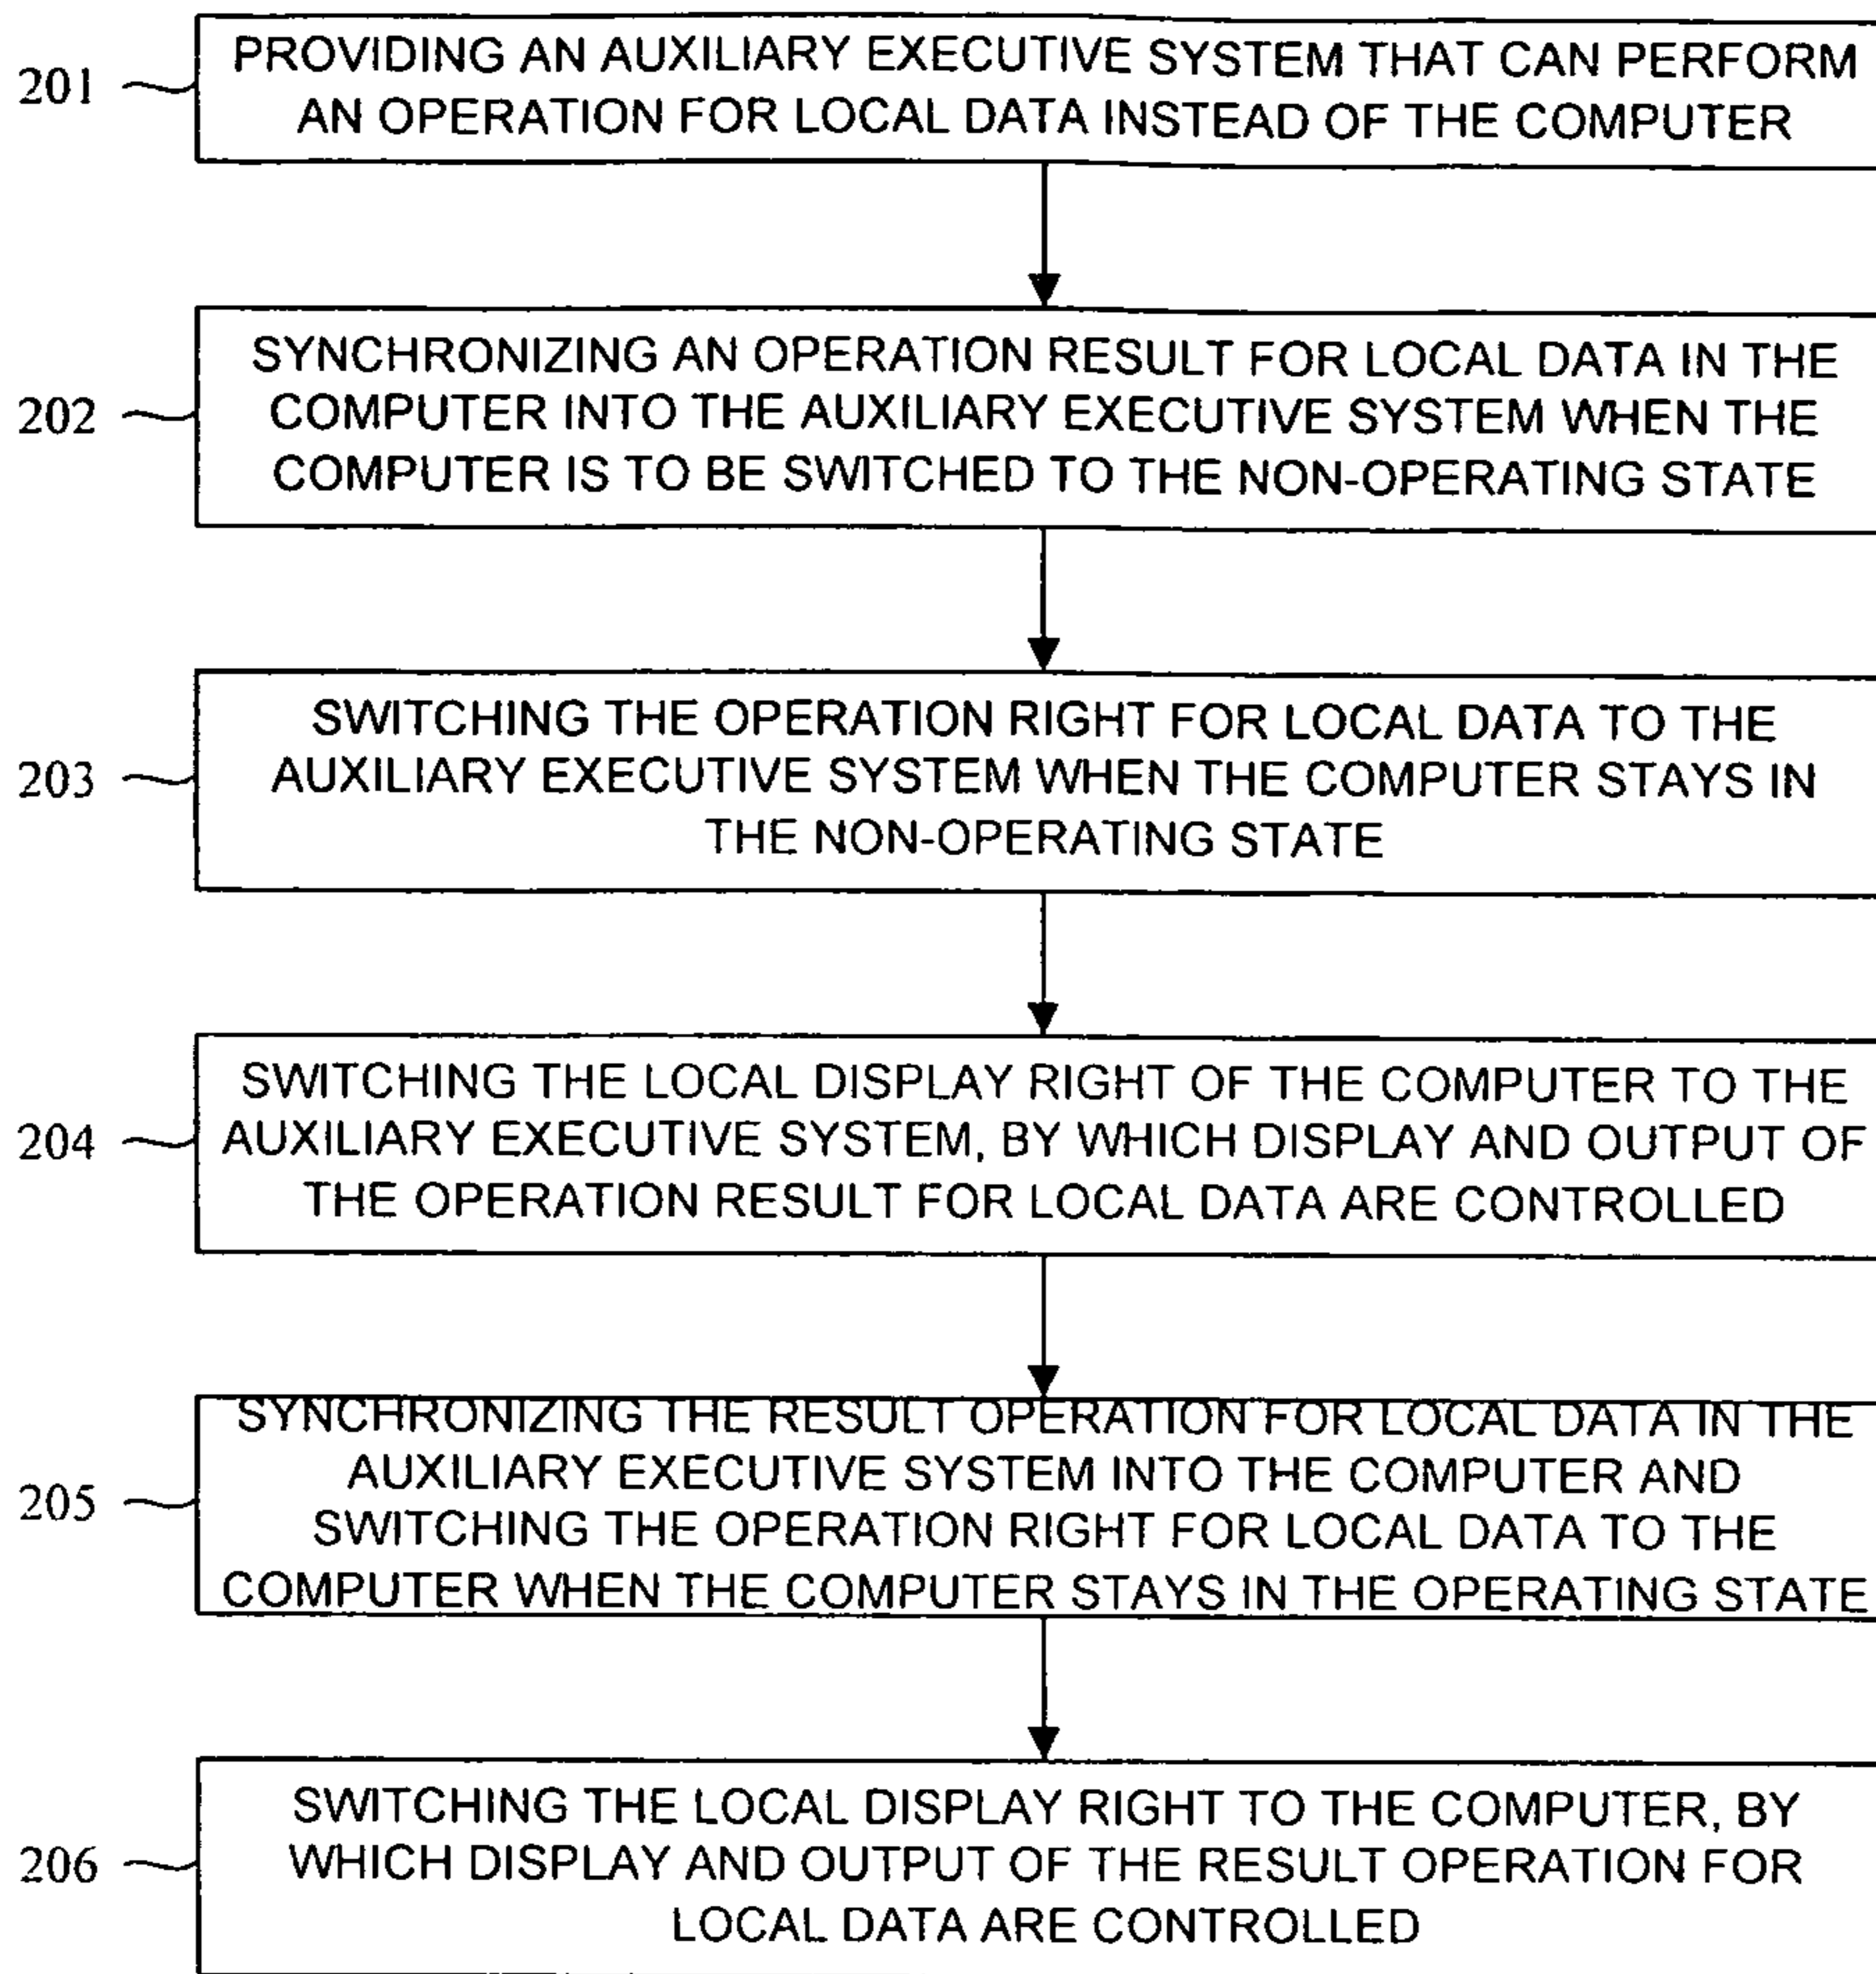 201
PROVIDING AN AUXILIARY EXECUTIVE SYSTEM THAT CAN PERFORM
AN OPERATION FOR LOCAL DATA INSTEAD OF THE COMPUTER
202
SYNCHRONIZING AN OPERATION RESULT FOR LOCAL DATA IN THE
COMPUTER INTO THE AUXILIARY EXECUTIVE SYSTEM WHEN THE
COMPUTER IS TO BE SWITCHED TO THE NON-OPERATING STATE
203
SWITCHING THE OPERATION RIGHT FOR LOCAL DATA TO THE
AUXILIARY EXECUTIVE SYSTEM WHEN THE COMPUTER STAYS IN
THE NON-OPERATING STATE
204
SWITCHING THE LOCAL DISPLAY RIGHT OF THE COMPUTER TO THE
AUXILIARY EXECUTIVE SYSTEM, BY WHICH DISPLAY AND OUTPUT OF
THE OPERATION RESULT FOR LOCAL DATA ARE CONTROLLED
205
SYNCHRONIZING THE RESULT OPERATION FOR LOCAL DATA IN THE
AUXILIARY EXECUTIVE SYSTEM INTO THE COMPUTER AND
SWITCHING THE OPERATION RIGHT FOR LOCAL DATA TO THE
COMPUTER WHEN THE COMPUTER STAYS IN THE OPERATING STATE
206
SWITCHING THE LOCAL DISPLAY RIGHT TO THE COMPUTER, BY
WHICH DISPLAY AND OUTPUT OF THE RESULT OPERATION FOR
LOCAL DATA ARE CONTROLLED